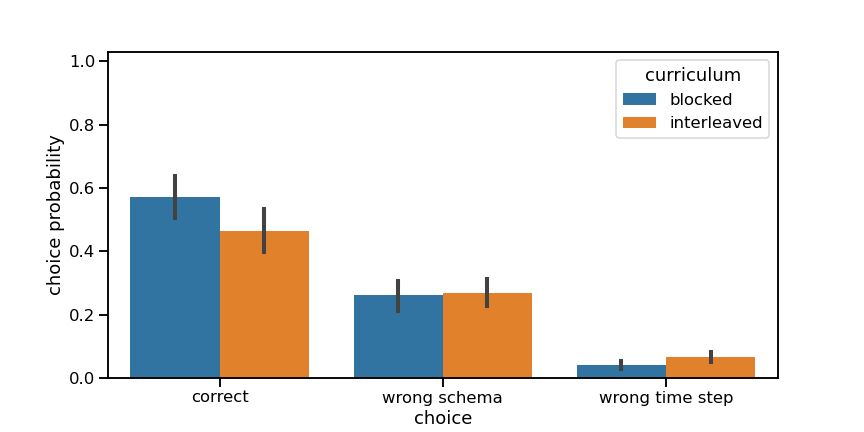 1.0
0.8
0.6
0.4
0.2
0.0
choice probability
curriculum
blocked
interleaved
correct
wrong schema
wrong time step
choice